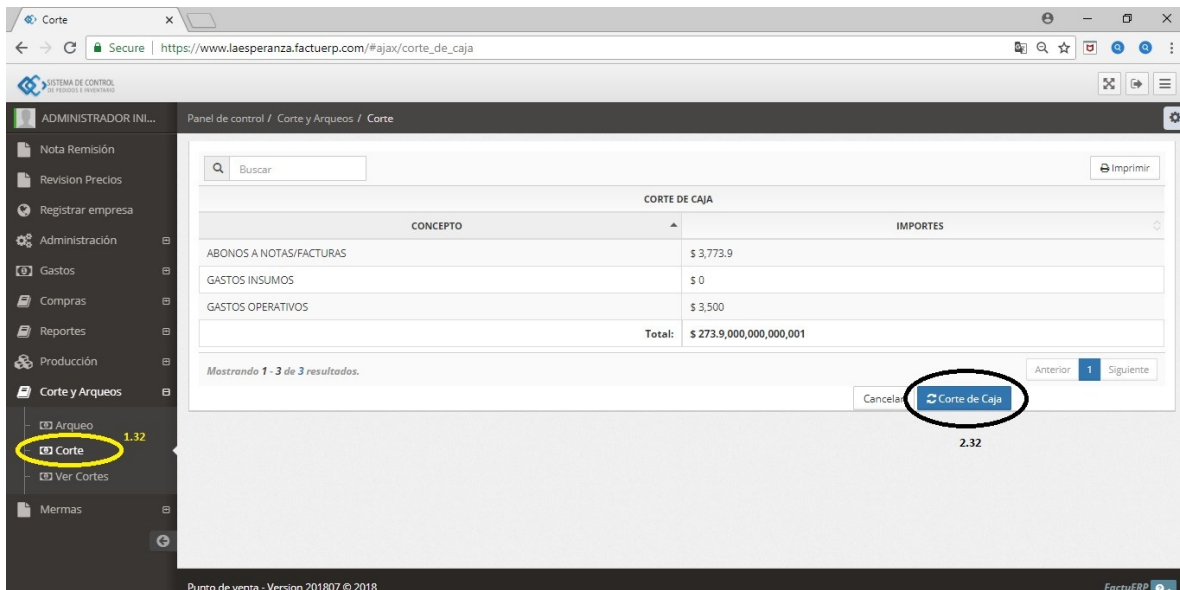 Corte
Secure | https://www.laesperanza.factuerp.com/#ajax/corte_de_caja
SISTEMA DE CONTROL
DE PEDIDOS E INVENTARIO
ADMINISTRADOR INI...
Panel de control / Corte y Arqueos / Corte
Nota Remisión
Revision Precios
Registrar empresa
Administración
Gastos
Compras
Reportes
Producción
Corte y Arqueos
Arqueo
1.32
Corte
Ver Cortes
Mermas
Buscar
Imprimir
CORTE DE CAJA
CONCEPTO IMPORTES
ABONOS A NOTAS/FACTURAS $ 3,773.9
GASTOS INSUMOS $ 0
GASTOS OPERATIVOS $ 3,500
Total: $ 273.9,000,000,000,001
Mostrando 1 - 3 de 3 resultados.
Anterior 1 Siguiente
Cancelar Corte de Caja
2.32
Punto de venta - Version 201807 © 2018
FactuERP